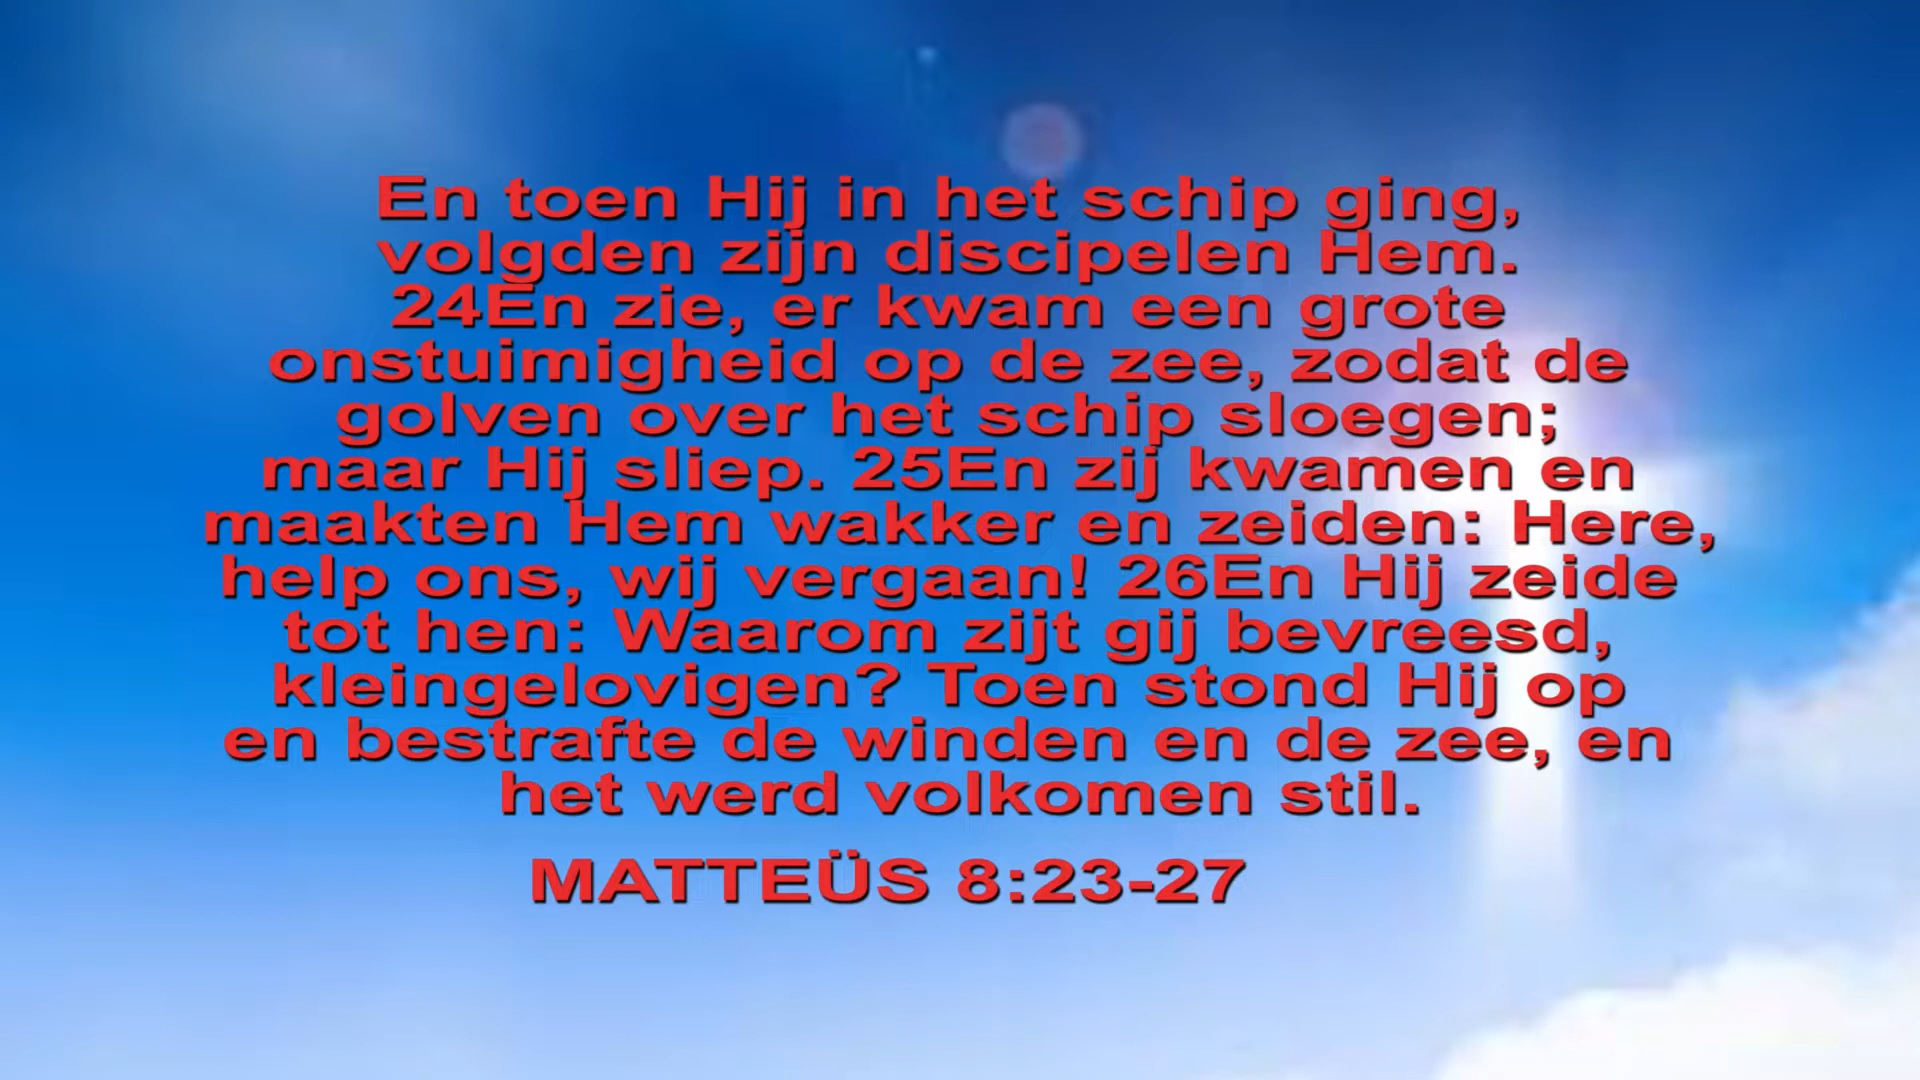 En toen Hij in het schip ging,
volgden zijn discipelen Hem.
24En zie, er kwam een grote
onstuimigheid op de zee, zodat de
golven over het schip sloegen;
maar Hij sliep. 25En zij kwamen en
maakten Hem wakker en zeiden: Here,
help ons, wij vergaan! 26En Hij zeide
tot hen: Waarom zijt gij bevreesd,
kleingelovigen? Toen stond Hij op
en bestrafte de winden en de zee, en
het werd volkomen stil.
MATTEÜS 8:23-27